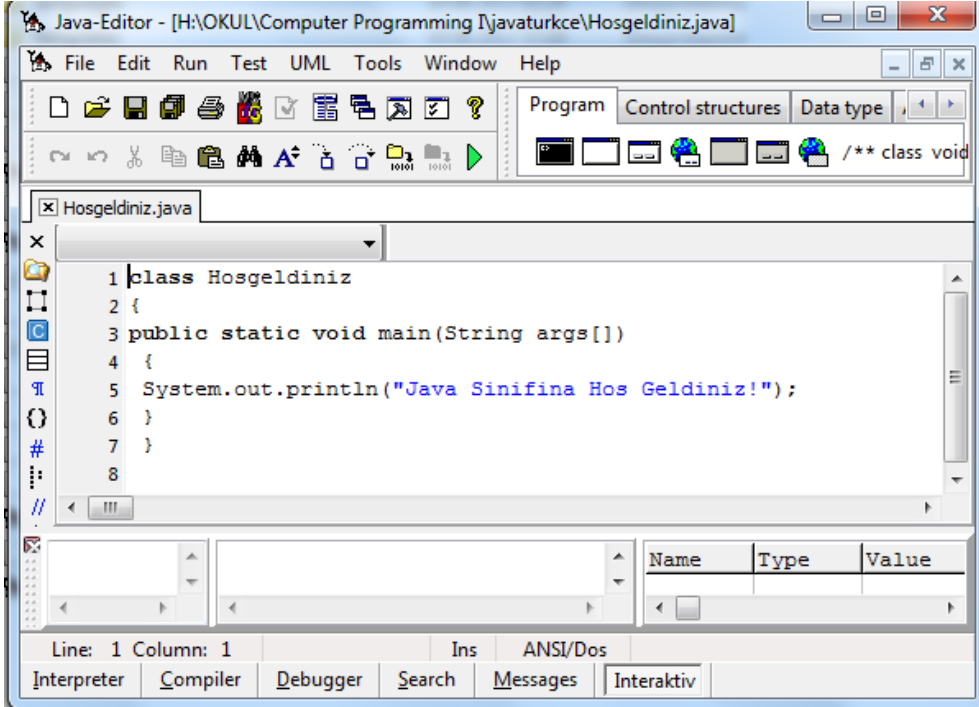 Java-Editor - [H:\OKUL\Computer Programming I\javaturkce\Hosgeldiniz.java]
File Edit Run Test UML Tools Window Help
Program Control structures Data type
/** class void
Hosgeldiniz.java
1 class Hosgeldiniz
2 {
3 public static void main(String args[])
4 {
5 System.out.println("Java Sinifina Hos Geldiniz!");
6 }
7 }
8
Name Type Value
Line: 1 Column: 1 Ins ANSI/Dos
Interpreter Compiler Debugger Search Messages Interaktiv